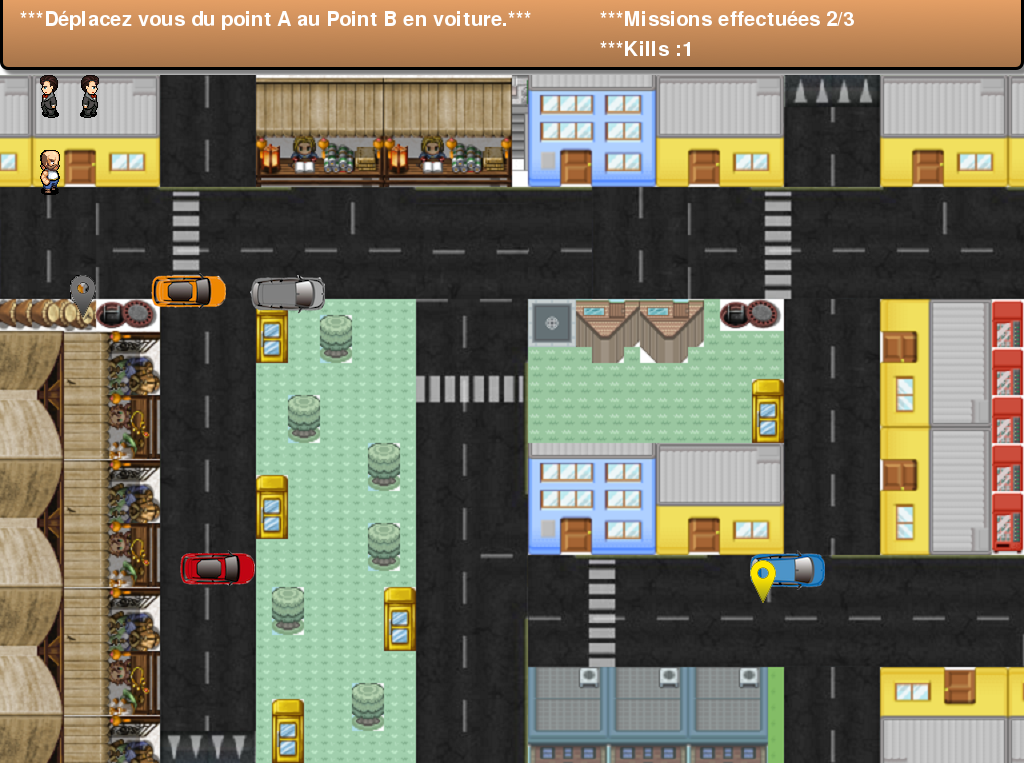 ***Déplacez vous du point A au Point B en voiture.***
***Missions effectuées 2/3
***Kills :1